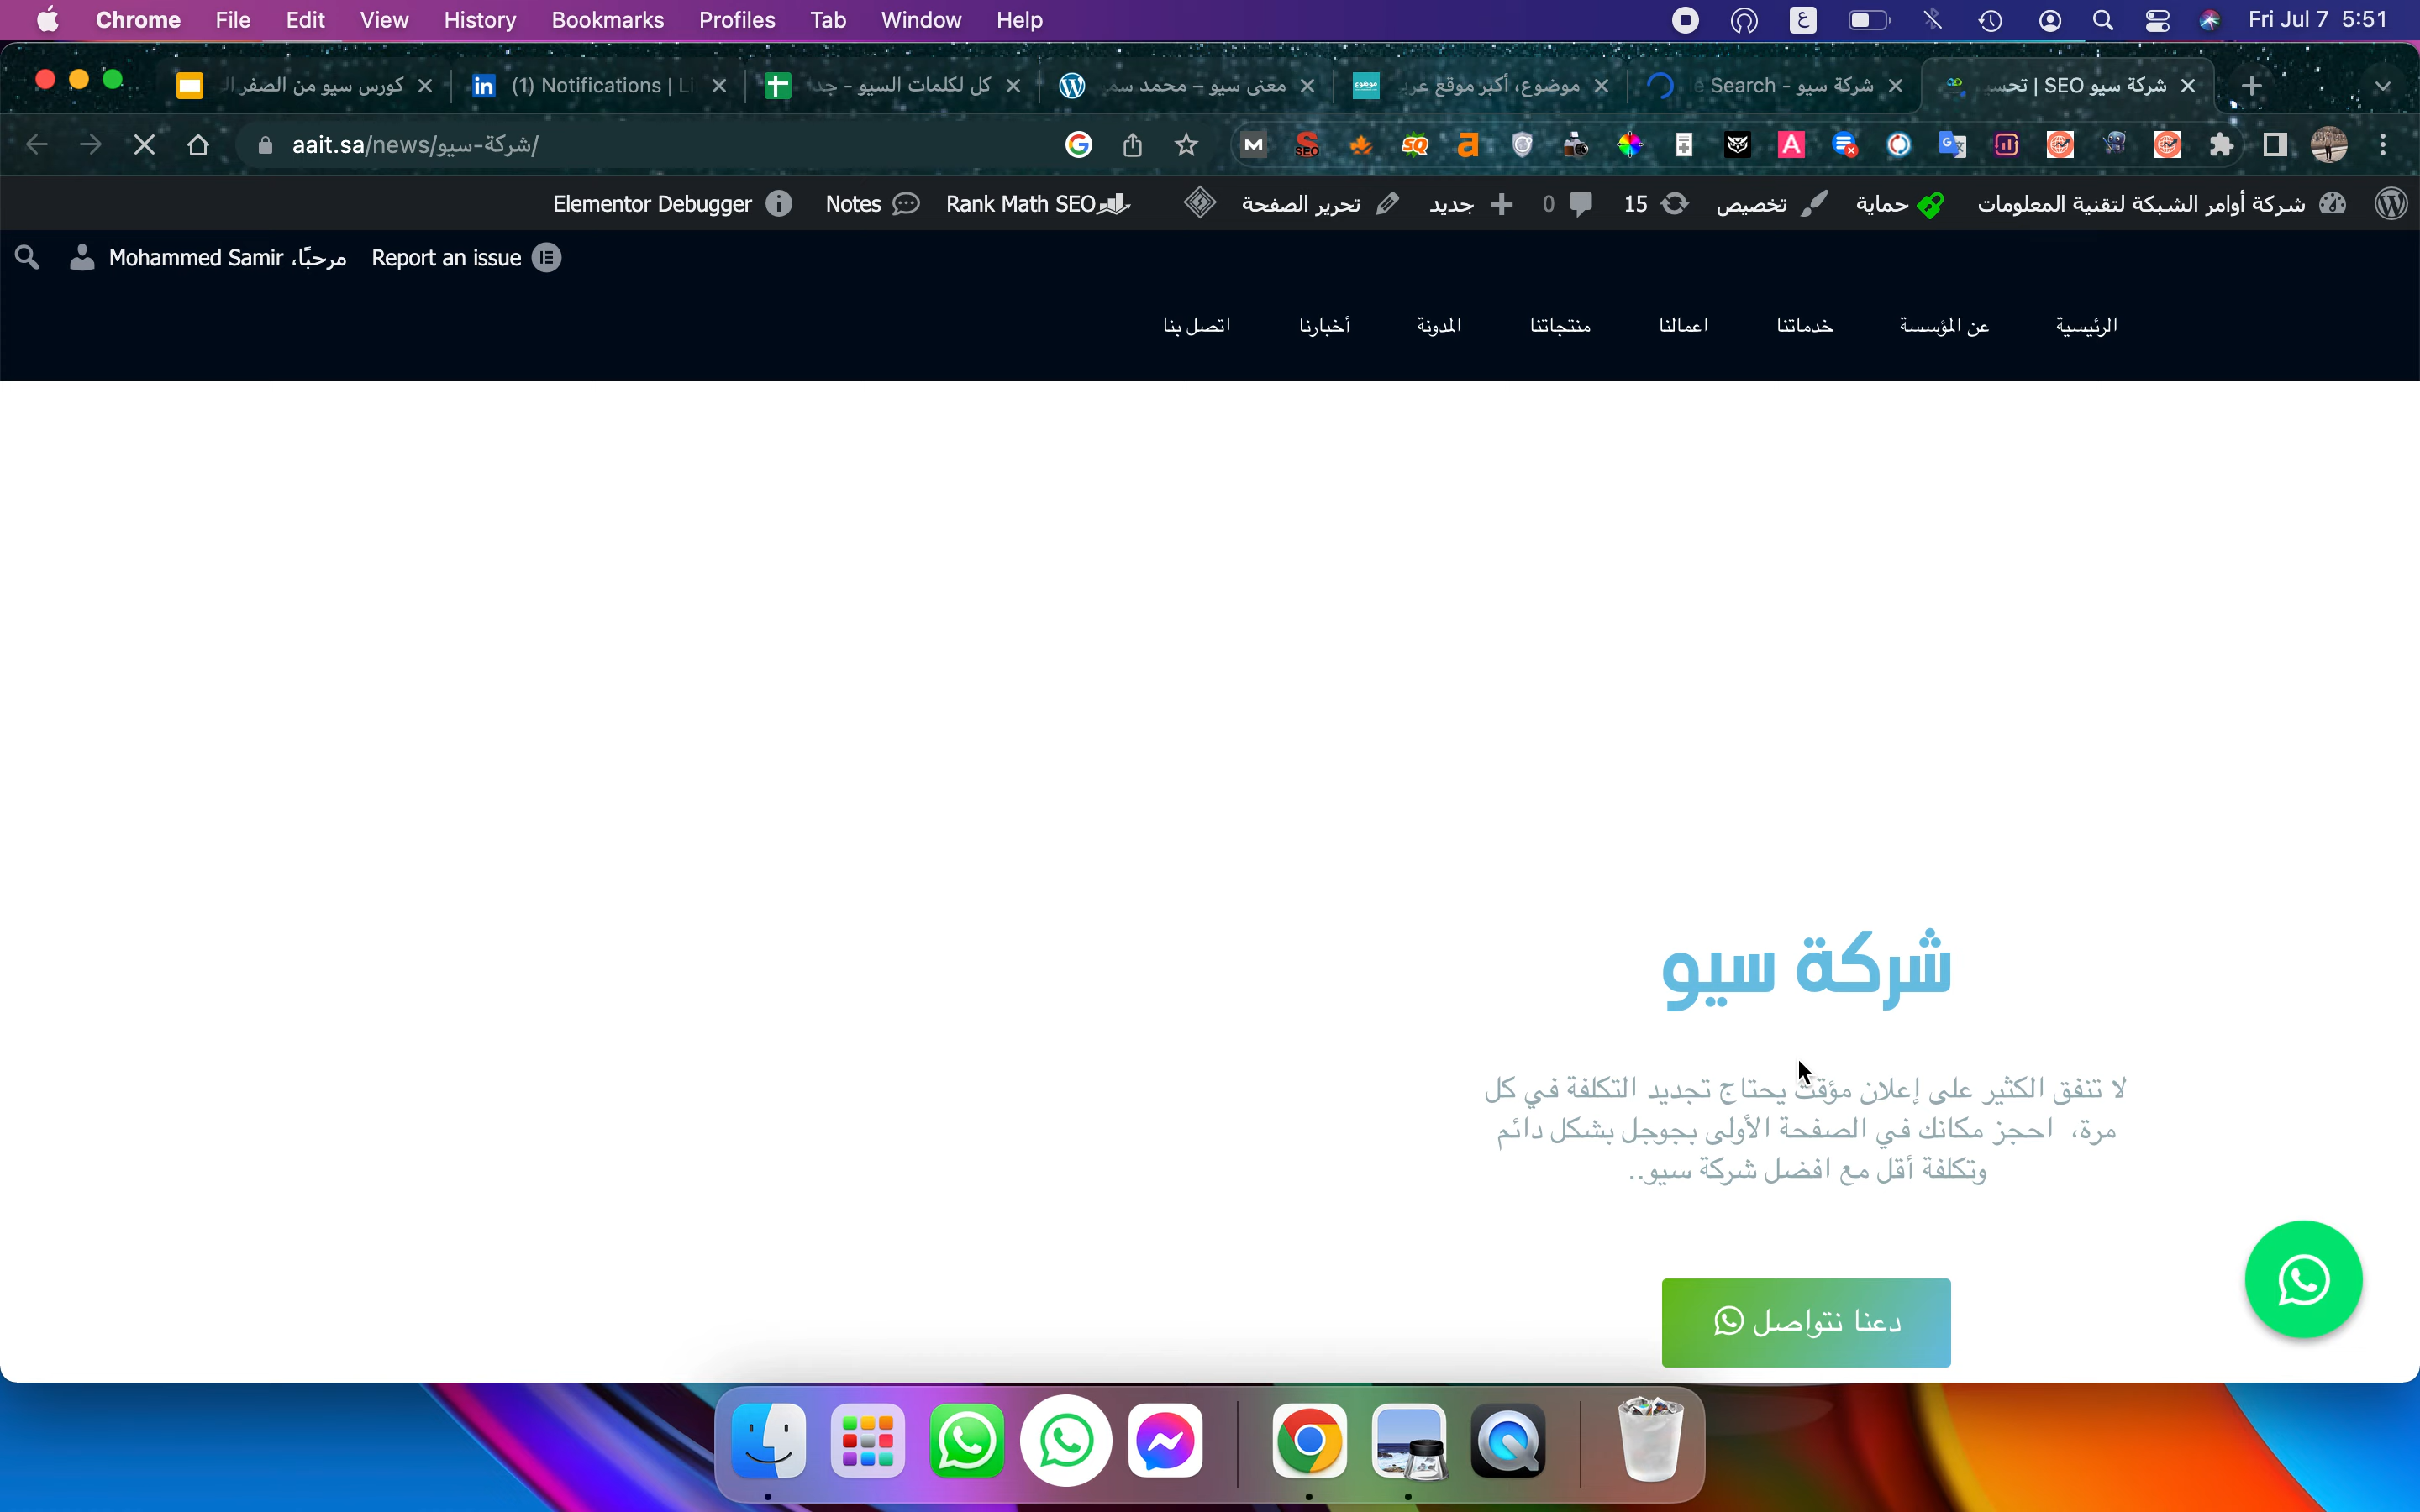 Chrome File Edit View History Bookmarks Profiles Tab Window Help ع Fri Jul 7 5:51
كورس سيو من الصفر ال (1) Notifications | Li كل لكلمات السيو - جد معنى سيو – محمد سم موضوع، أكبر موقع عرب e Search - شركة سيو شركة سيو SEO | تحس
aait.sa/news/شركة-سيو/
شركة أوامر الشبكة لتقنية المعلومات حماية تخصيص 15 0 جديد تحرير الصفحة Rank Math SEO Notes Elementor Debugger
Report an issue مرحبًا، Mohammed Samir
الرئيسية عن المؤسسة خدماتنا اعمالنا منتجاتنا المدونة أخبارنا اتصل بنا
شركة سيو
لا تنفق الكثير على إعلان مؤقت يحتاج تجديد التكلفة في كل
مرة، احجز مكانك في الصفحة الأولى بجوجل بشكل دائم
وتكلفة أقل مع افضل شركة سيو..
دعنا نتواصل